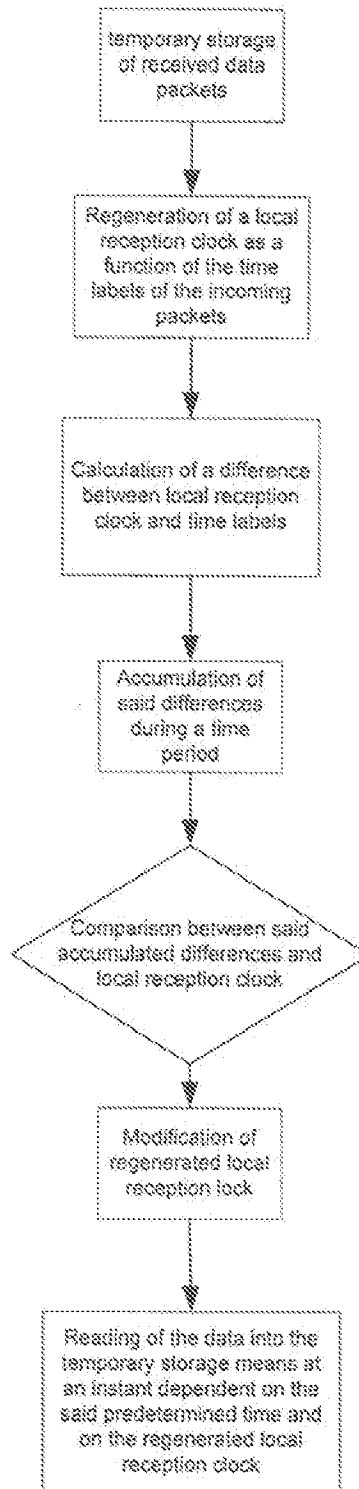 temporary storage
of received data
packets
Regeneration of a local
reception clock as a
function of the time
labels of the incoming
packets
Calculation of a difference
between local reception
clock and time labels
Accumulation of
said differences
during a time
period
Comparison between said
accumulated differences and
local reception clock
Modification of
regenerated local
reception lock
Reading of the data into the
temporary storage means at
an instant dependent on the
said predetermined time and
on the regenerated local
reception clock